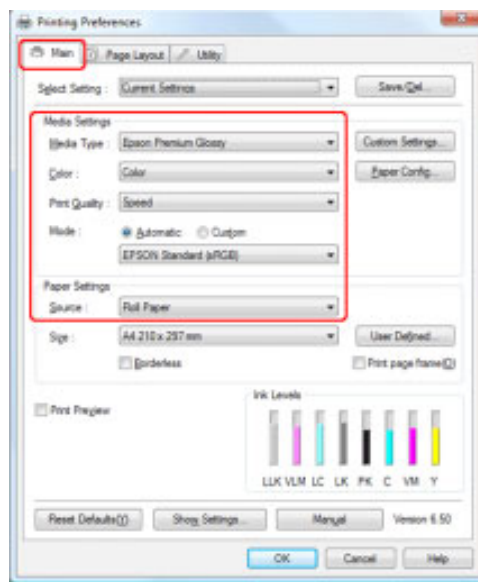 Printing Preferences
Main Page Layout Utility
Select Setting : Current Settings Save/Del...
Media Settings
Media Type : Epson Premium Glossy Custom Settings...
Color : Color Paper Config...
Print Quality : Speed
Mode : Automatic Custom
EPSON Standard (sRGB)
Paper Settings
Source : Roll Paper
Size : A4 210 x 297 mm User Defined...
Borderless Print page frame(Q)
Print Preview
Ink Levels
LLK VLM LC LK PK C VM Y
Reset Defaults(Y) Show Settings... Manual Version 6.50
OK Cancel Help